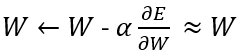 W ← W - α ∂E/∂W ≈ W